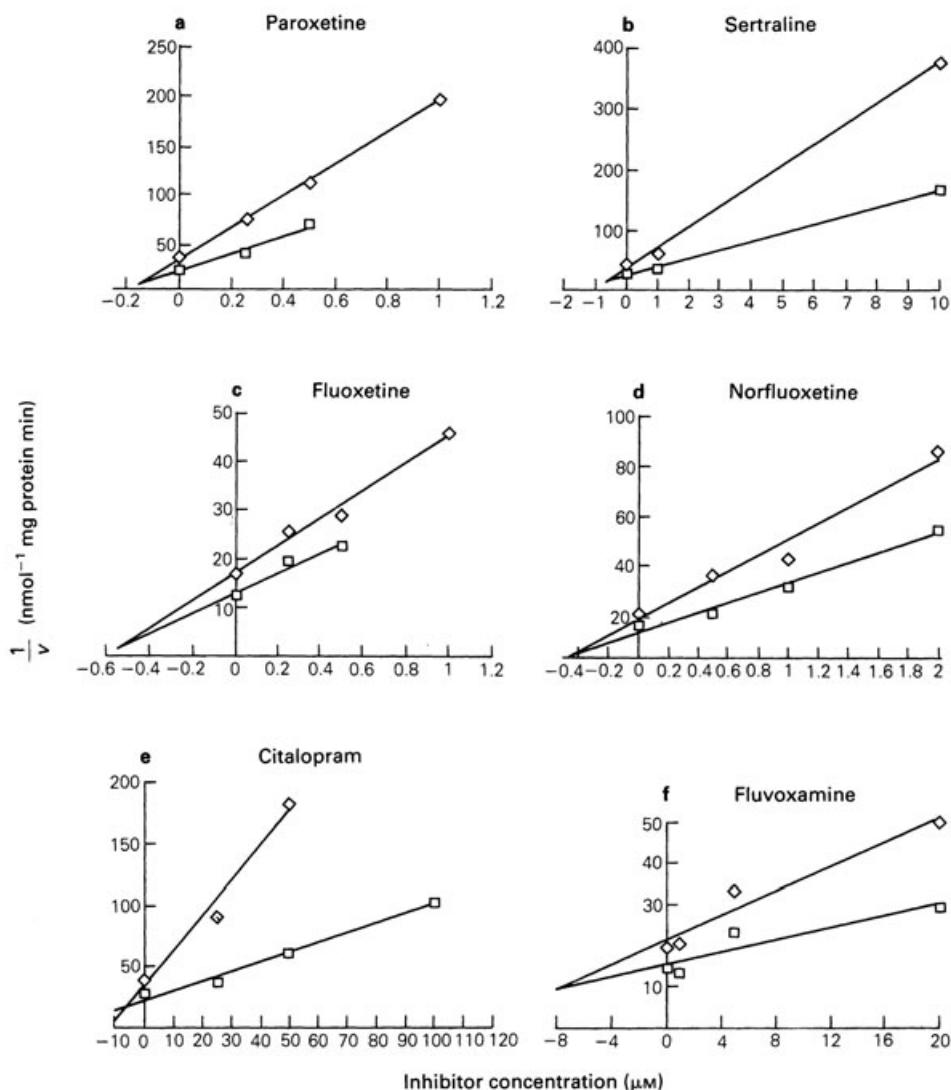 a Paroxetine
250
200
150
100
50
−0.2 0 0.2 0.4 0.6 0.8 1 1.2
b Sertraline
400
300
200
100
−2 −1 0 1 2 3 4 5 6 7 8 9 10
c Fluoxetine
50
40
30
20
10
−0.6 −0.4 −0.2 0 0.2 0.4 0.6 0.8 1 1.2
d Norfluoxetine
100
80
60
40
20
−0.4 −0.2 0 0.2 0.4 0.6 0.8 1 1.2 1.4 1.6 1.8 2
1/v (nmol⁻¹ mg protein min)
e Citalopram
200
150
100
50
−10 0 10 20 30 40 50 60 70 80 90 100 110 120
f Fluvoxamine
50
40
30
20
10
−8 −4 0 4 8 12 16 20
Inhibitor concentration (μM)